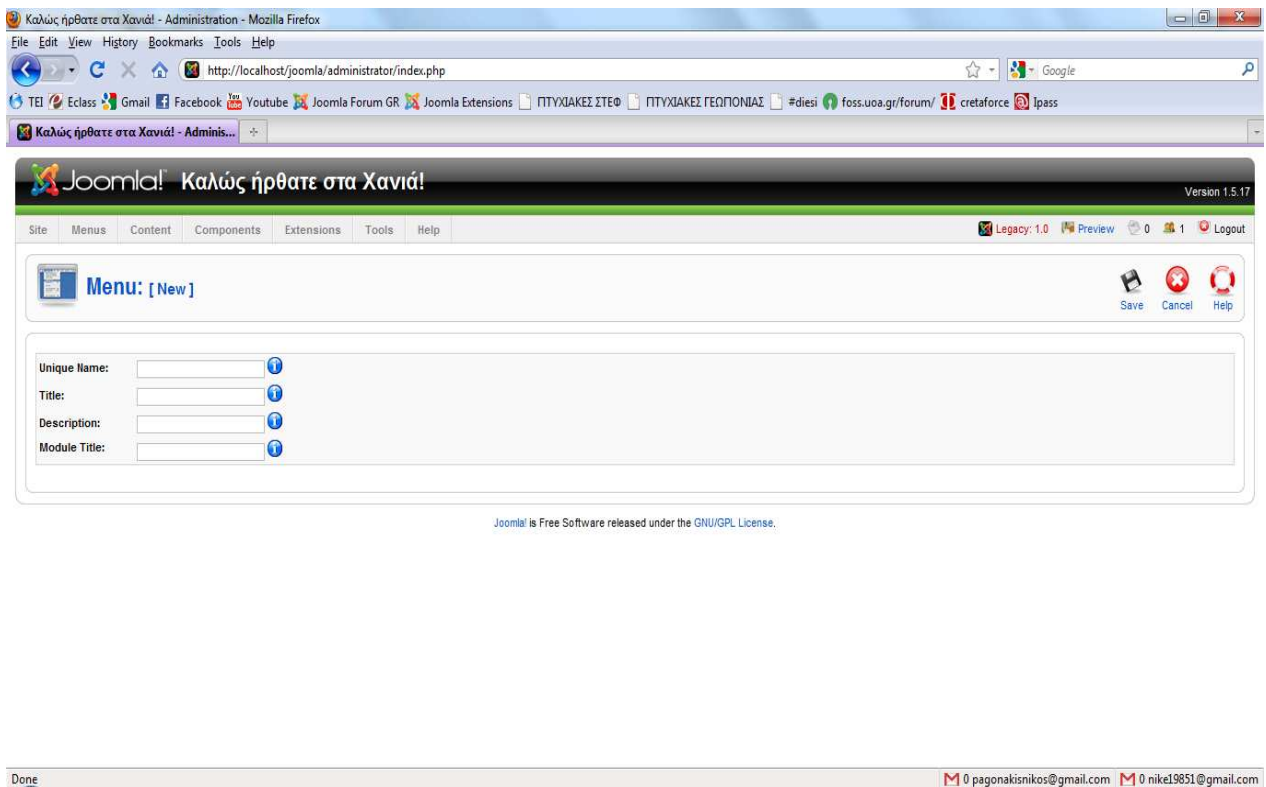 Καλώς ήρθατε στα Χανιά! - Administration - Mozilla Firefox
File Edit View History Bookmarks Tools Help
http://localhost/joomla/administrator/index.php Google
TEI Eclass Gmail Facebook Youtube Joomla Forum GR Joomla Extensions ΠΤΥΧΙΑΚΕΣ ΣΤΕΦ ΠΤΥΧΙΑΚΕΣ ΓΕΩΠΟΝΙΑΣ #diesi foss.uoa.gr/forum/ cretaforce Ipass
Καλώς ήρθατε στα Χανιά! - Adminis...
Joomla! Καλώς ήρθατε στα Χανιά!
Version 1.5.17
Site Menus Content Components Extensions Tools Help Legacy: 1.0 Preview 0 1 Logout
Menu: [ New ]
Save Cancel Help
Unique Name:
Title:
Description:
Module Title:
Joomla! is Free Software released under the GNU/GPL License.
Done 0 pagonakisnikos@gmail.com 0 nike19851@gmail.com